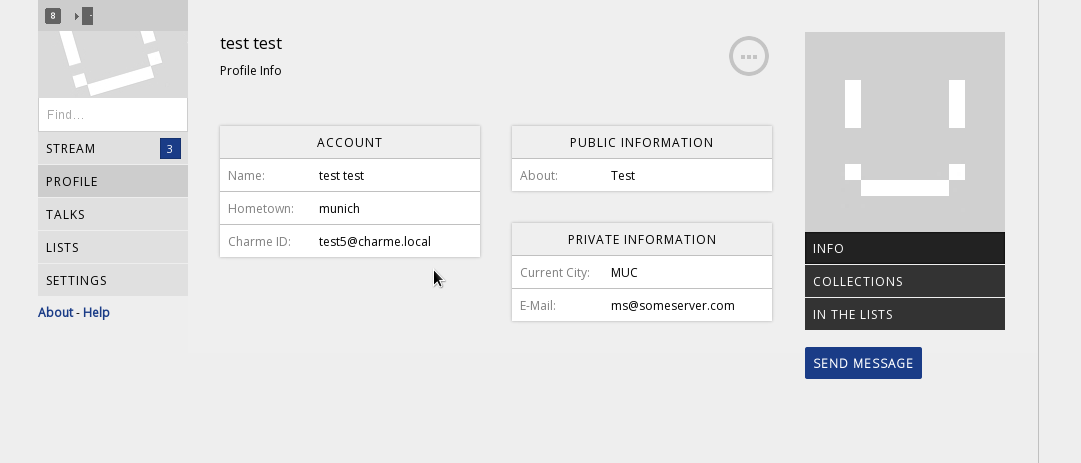 8
Find...
STREAM 3
PROFILE
TALKS
LISTS
SETTINGS
About - Help
test test
Profile Info
ACCOUNT
Name: test test
Hometown: munich
Charme ID: test5@charme.local
PUBLIC INFORMATION
About: Test
PRIVATE INFORMATION
Current City: MUC
E-Mail: ms@someserver.com
INFO
COLLECTIONS
IN THE LISTS
SEND MESSAGE